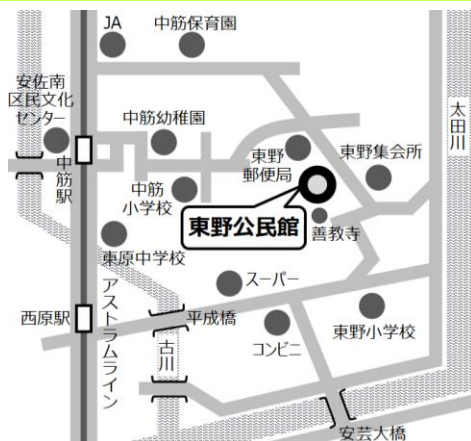 JA
中筋保育園
安佐南
区民文化
センター
中筋幼稚園
太田川
東野
郵便局
東野集会所
中筋駅
中筋
小学校
東野公民館
善教寺
東原中学校
スーパー
西原駅
アストラムライン
平成橋
古川
コンビニ
東野小学校
安芸大橋